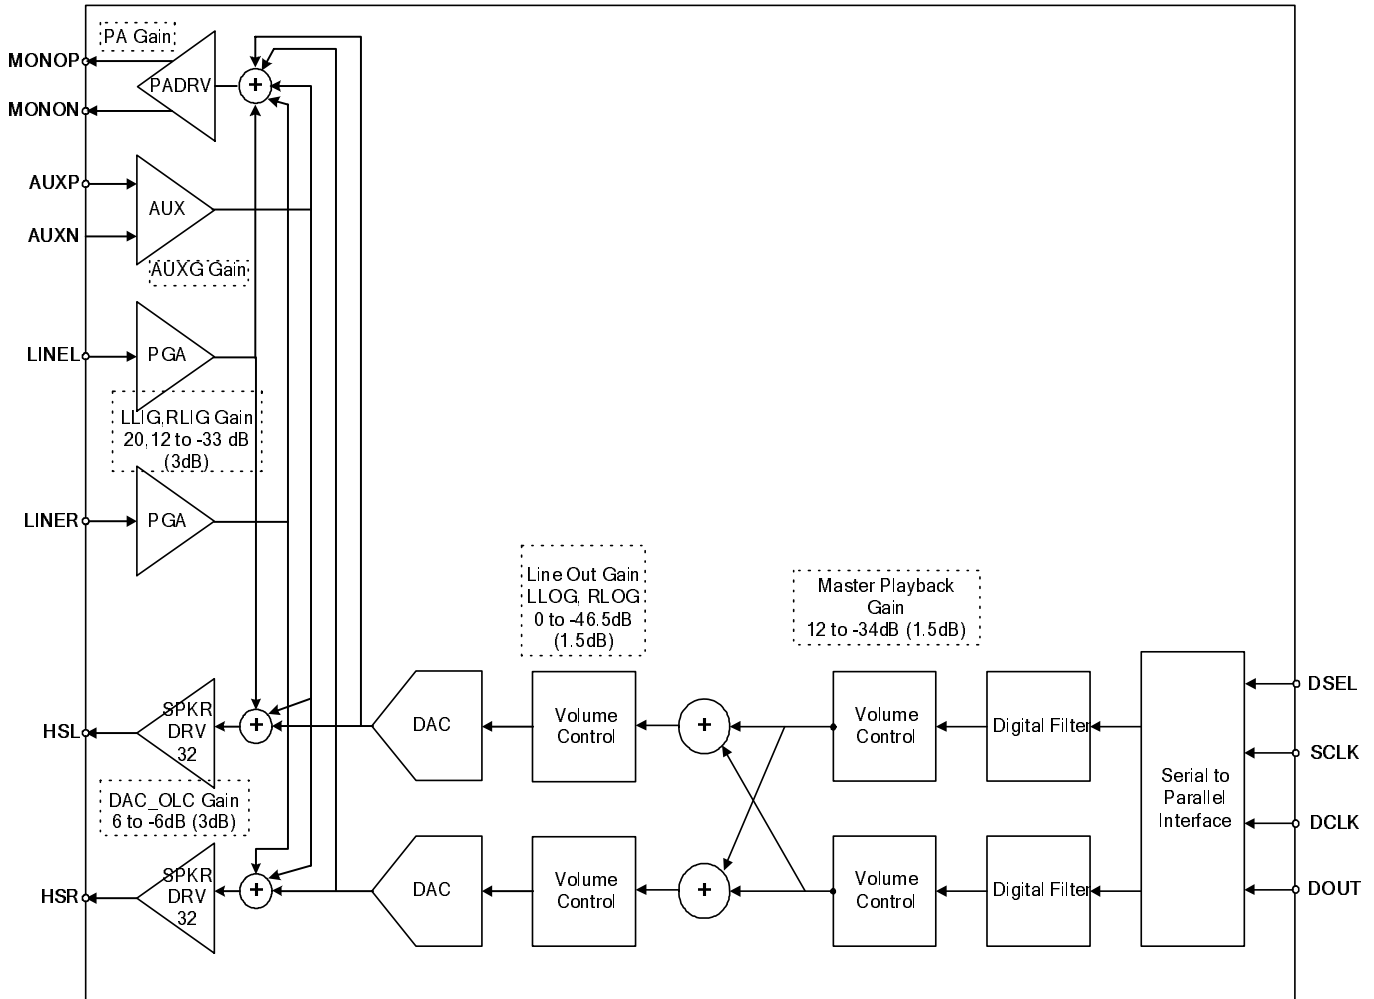 PA Gain
MONOP
PADRV
+
MONON
AUXP
AUX
AUXN
AUXG Gain
LINEL
PGA
LLIG,RLIG Gain
20,12 to -33 dB
(3dB)
LINER
PGA
Line Out Gain
LLOG, RLOG
0 to -46.5dB
(1.5dB)
Master Playback
Gain
12 to -34dB (1.5dB)
HSL
SPKR
DRV
32
+
DAC
Volume
Control
+
Volume
Control
Digital Filter
Serial to
Parallel
Interface
DSEL
SCLK
DCLK
DOUT
DAC_OLC Gain
6 to -6dB (3dB)
HSR
SPKR
DRV
32
+
DAC
Volume
Control
+
Volume
Control
Digital Filter